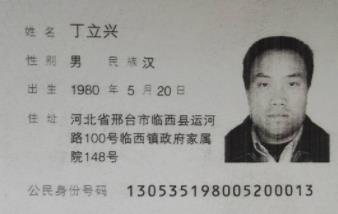 姓名 丁立兴
性别 男 民族 汉
出生 1980 年 5 月 20 日
住址 河北省邢台市临西县运河
路100号临西镇政府家属
院148号
公民身份号码 130535198005200013